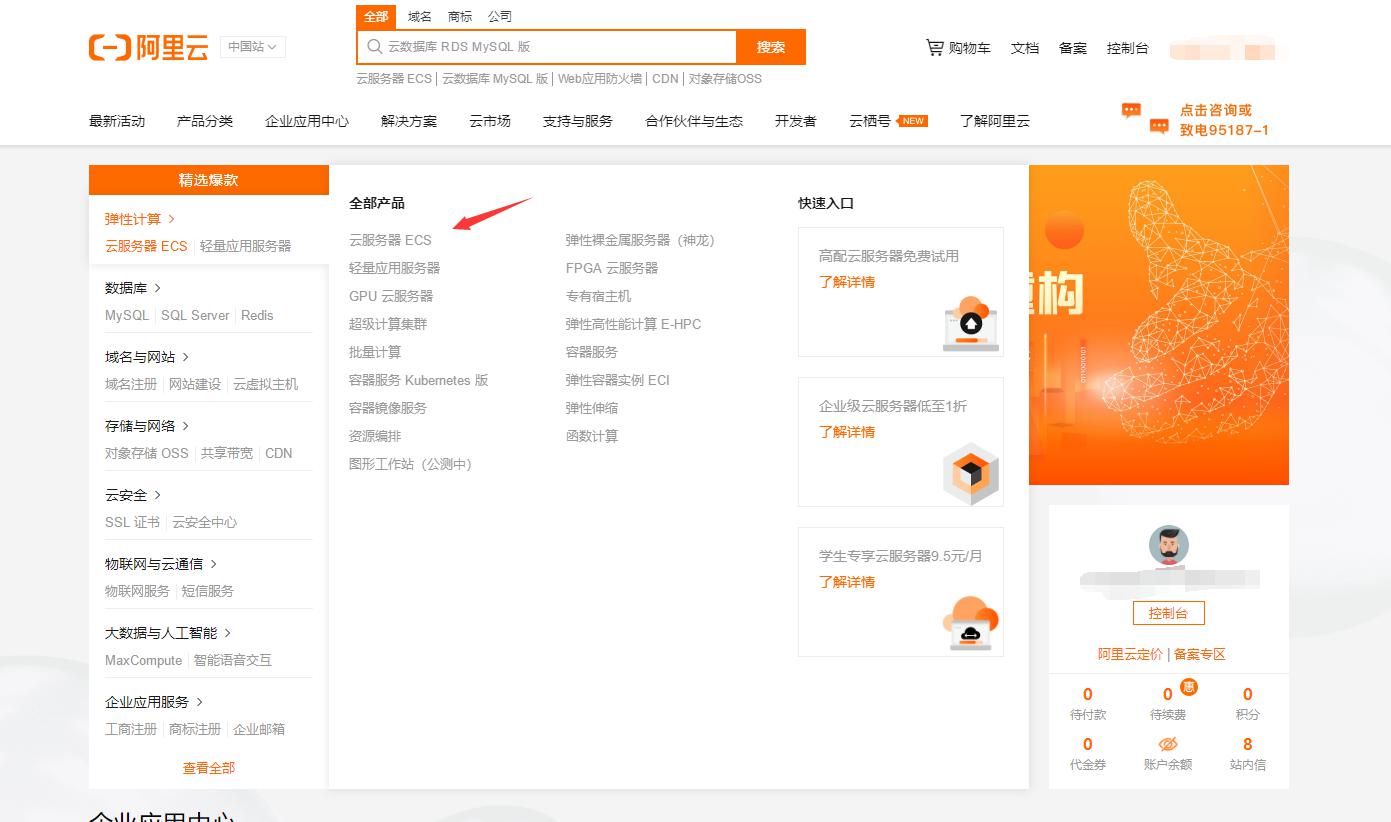 全部 域名 商标 公司
阿里云 中国站
云数据库 RDS MySQL 版 搜索
购物车 文档 备案 控制台
云服务器 ECS | 云数据库 MySQL 版 | Web应用防火墙 | CDN | 对象存储OSS
最新活动 产品分类 企业应用中心 解决方案 云市场 支持与服务 合作伙伴与生态 开发者 云栖号 NEW 了解阿里云
点击咨询或
致电95187-1
精选爆款
弹性计算 >
云服务器 ECS | 轻量应用服务器
数据库 >
MySQL | SQL Server | Redis
域名与网站 >
域名注册 | 网站建设 | 云虚拟主机
存储与网络 >
对象存储 OSS | 共享带宽 | CDN
云安全 >
SSL 证书 | 云安全中心
物联网与云通信 >
物联网服务 | 短信服务
大数据与人工智能 >
MaxCompute | 智能语音交互
企业应用服务 >
工商注册 | 商标注册 | 企业邮箱
查看全部
全部产品
云服务器 ECS 弹性裸金属服务器（神龙）
轻量应用服务器 FPGA 云服务器
GPU 云服务器 专有宿主机
超级计算集群 弹性高性能计算 E-HPC
批量计算 容器服务
容器服务 Kubernetes 版 弹性容器实例 ECI
容器镜像服务 弹性伸缩
资源编排 函数计算
图形工作站（公测中）
快速入口
高配云服务器免费试用
了解详情
企业级云服务器低至1折
了解详情
学生专享云服务器9.5元/月
了解详情
构
控制台
阿里云定价 | 备案专区
0 0 惠 0
待付款 待续费 积分
0 8
代金券 账户余额 站内信
企业应用中心